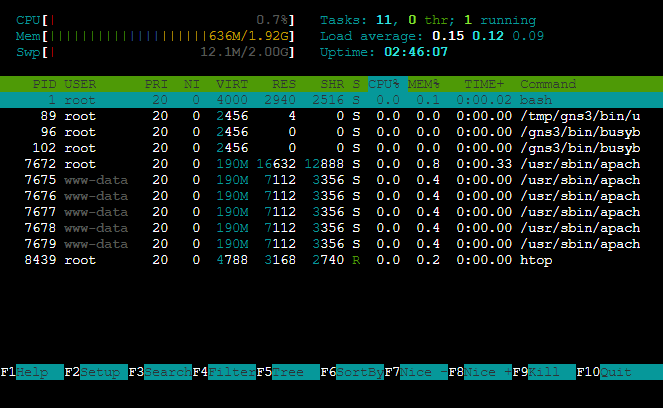 CPU[| 0.7%] Tasks: 11, 0 thr; 1 running
Mem[||||||||||||||||||||636M/1.92G] Load average: 0.15 0.12 0.09
Swp[| 12.1M/2.00G] Uptime: 02:46:07
PID USER PRI NI VIRT RES SHR S CPU% MEM% TIME+ Command
1 root 20 0 4000 2940 2516 S 0.0 0.1 0:00.02 bash
89 root 20 0 2456 4 0 S 0.0 0.0 0:00.00 /tmp/gns3/bin/u
96 root 20 0 2456 0 0 S 0.0 0.0 0:00.00 /gns3/bin/busyb
102 root 20 0 2456 0 0 S 0.0 0.0 0:00.00 /gns3/bin/busyb
7672 root 20 0 190M 16632 12888 S 0.0 0.8 0:00.33 /usr/sbin/apach
7675 www-data 20 0 190M 7112 3356 S 0.0 0.4 0:00.00 /usr/sbin/apach
7676 www-data 20 0 190M 7112 3356 S 0.0 0.4 0:00.00 /usr/sbin/apach
7677 www-data 20 0 190M 7112 3356 S 0.0 0.4 0:00.00 /usr/sbin/apach
7678 www-data 20 0 190M 7112 3356 S 0.0 0.4 0:00.00 /usr/sbin/apach
7679 www-data 20 0 190M 7112 3356 S 0.0 0.4 0:00.00 /usr/sbin/apach
8439 root 20 0 4788 3168 2740 R 0.0 0.2 0:00.00 htop
F1Help F2Setup F3SearchF4FilterF5Tree F6SortByF7Nice -F8Nice +F9Kill F10Quit